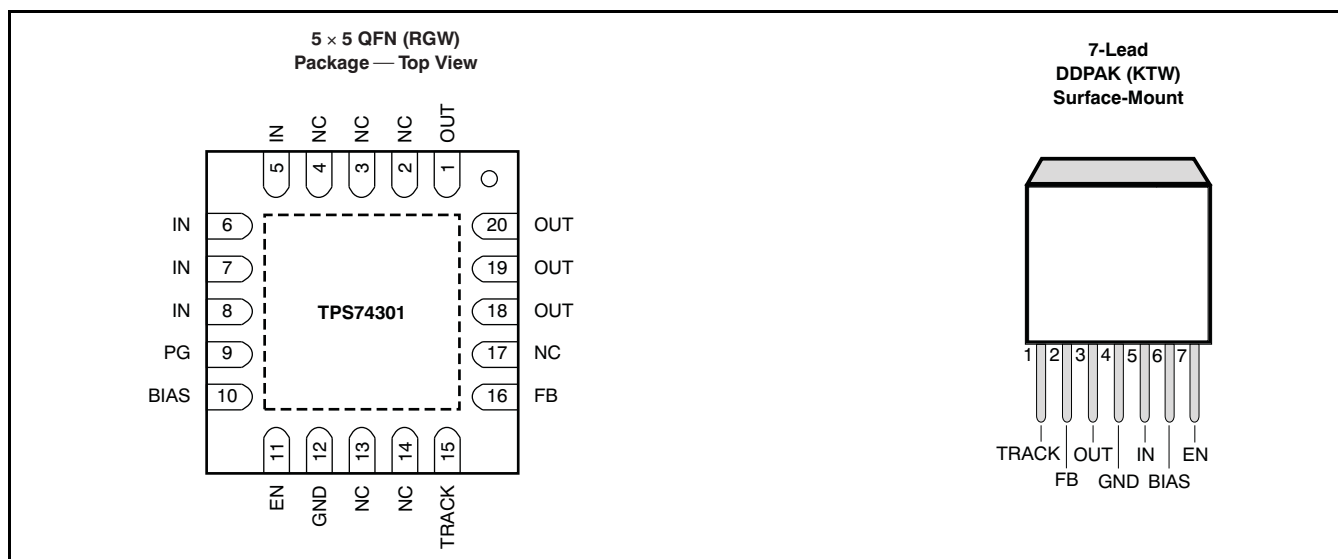 5 × 5 QFN (RGW)
Package — Top View
IN
NC
NC
NC
OUT
5
4
3
2
1
IN 6
IN 7
IN 8
PG 9
BIAS 10
TPS74301
20 OUT
19 OUT
18 OUT
17 NC
16 FB
11
12
13
14
15
EN
GND
NC
NC
TRACK
7-Lead
DDPAK (KTW)
Surface-Mount
1 2 3 4 5 6 7
TRACK OUT IN EN
FB GND BIAS